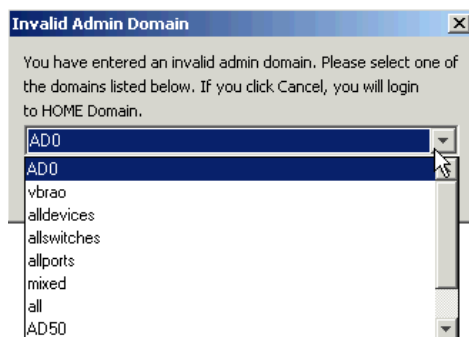 Invalid Admin Domain
You have entered an invalid admin domain. Please select one of
the domains listed below. If you click Cancel, you will login
to HOME Domain.
AD0
AD0
vbrao
alldevices
allswitches
allports
mixed
all
AD50